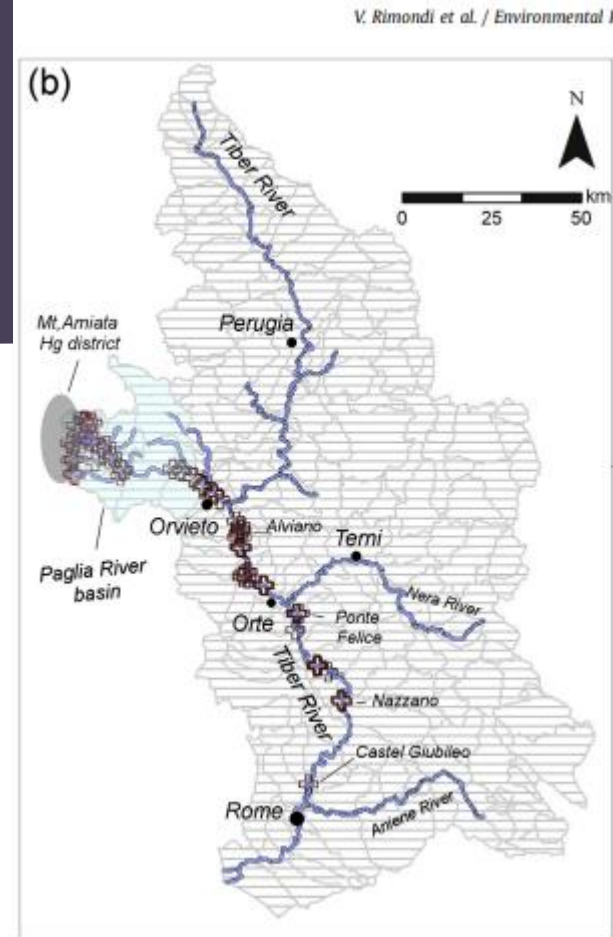 V. Rimondi et al. / Environmental
(b)
N
Tiber River
km
0 25 50
Perugia
Mt.Amiata
Hg district
Orvieto
Alviano
Terni
Paglia River
basin
Nera River
Orte
Ponte
Felice
Tiber River
Nazzano
Castel Giubileo
Rome
Aniene River